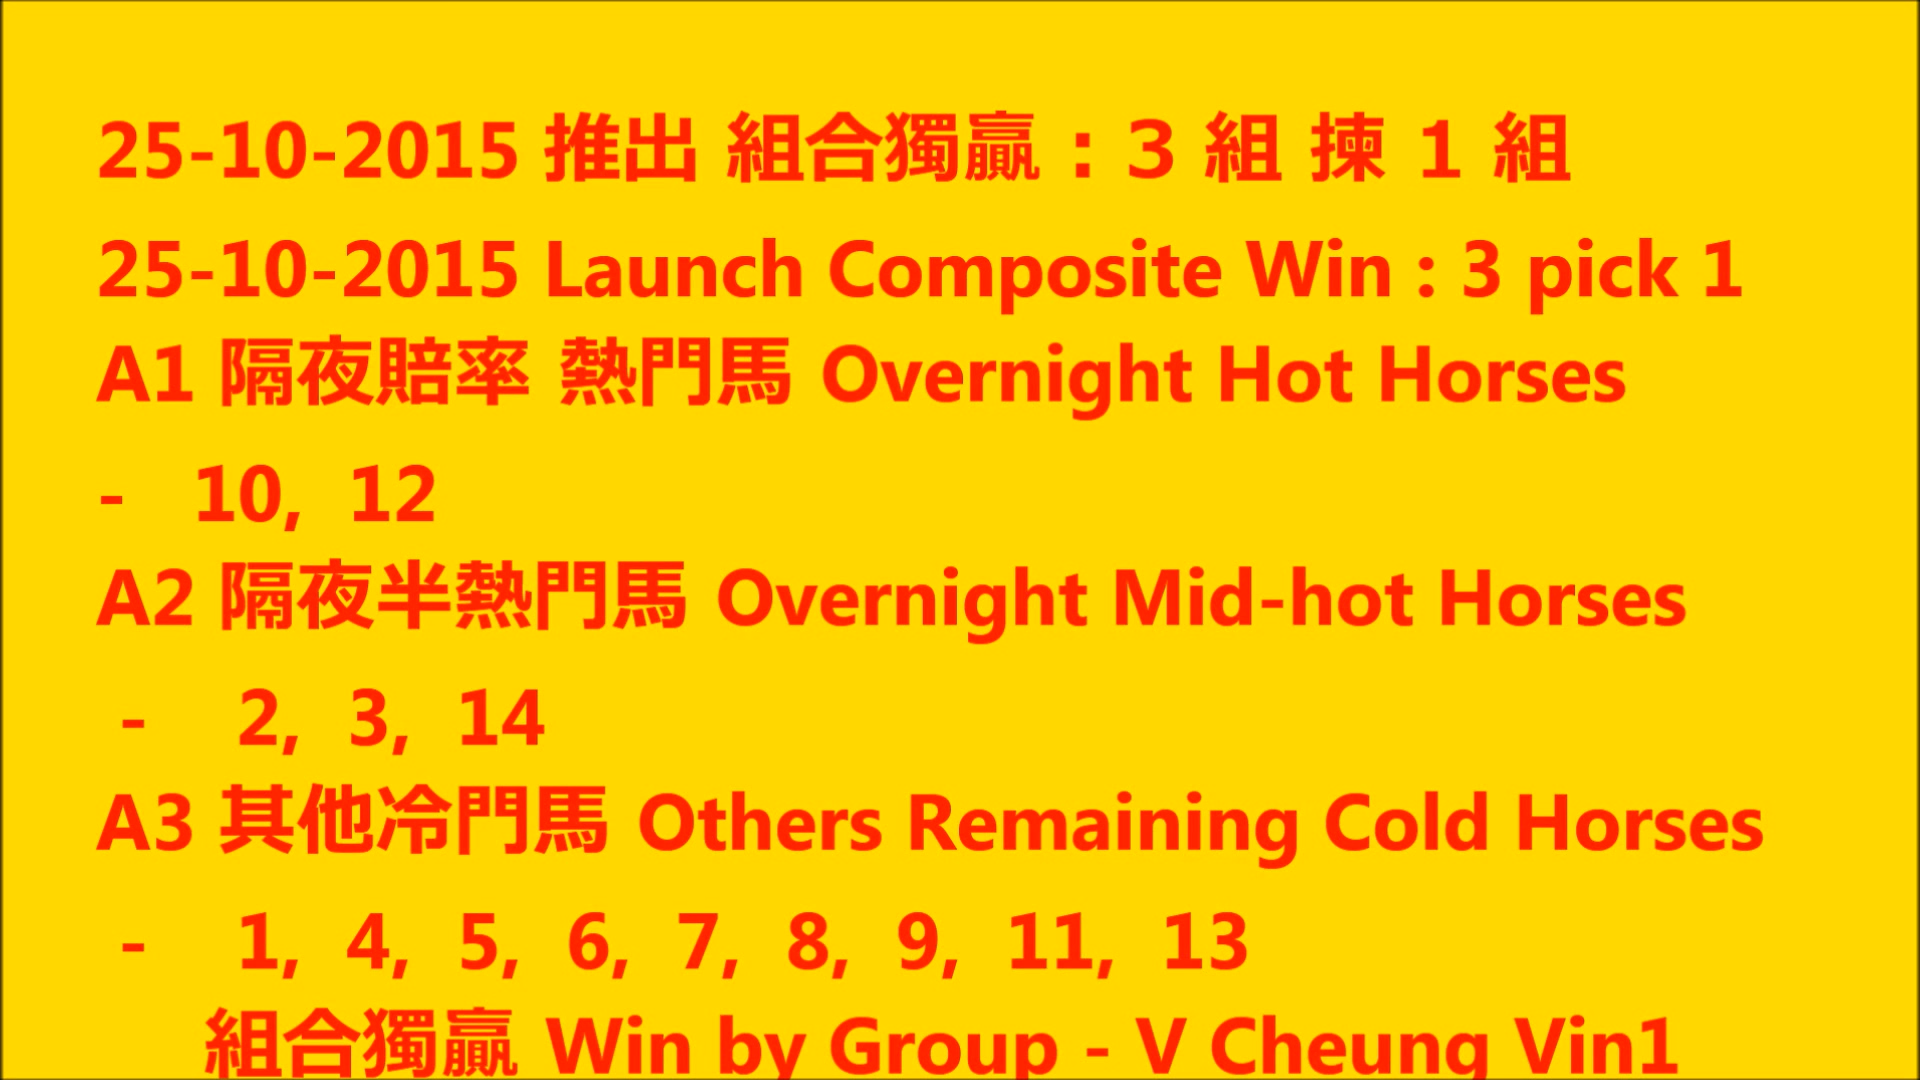 25-10-2015 推出 組合獨贏 : 3 組 揀 1 組
25-10-2015 Launch Composite Win : 3 pick 1
A1 隔夜賠率 熱門馬 Overnight Hot Horses
- 10, 12
A2 隔夜半熱門馬 Overnight Mid-hot Horses
- 2, 3, 14
A3 其他冷門馬 Others Remaining Cold Horses
- 1, 4, 5, 6, 7, 8, 9, 11, 13
組合獨贏 Win by Group - V Cheung Vin1